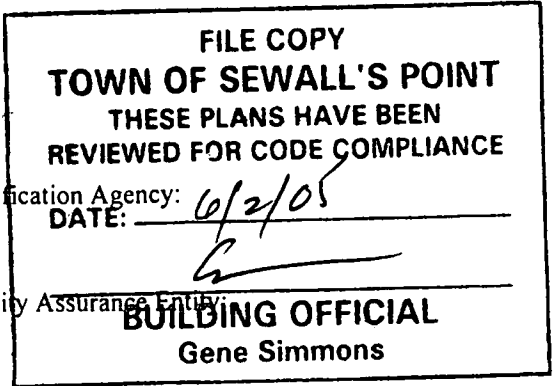 FILE COPY
TOWN OF SEWALL'S POINT
THESE PLANS HAVE BEEN
REVIEWED FOR CODE COMPLIANCE
fication Agency:
DATE: 6/2/05
ity Assurance Entity:
BUILDING OFFICIAL
Gene Simmons